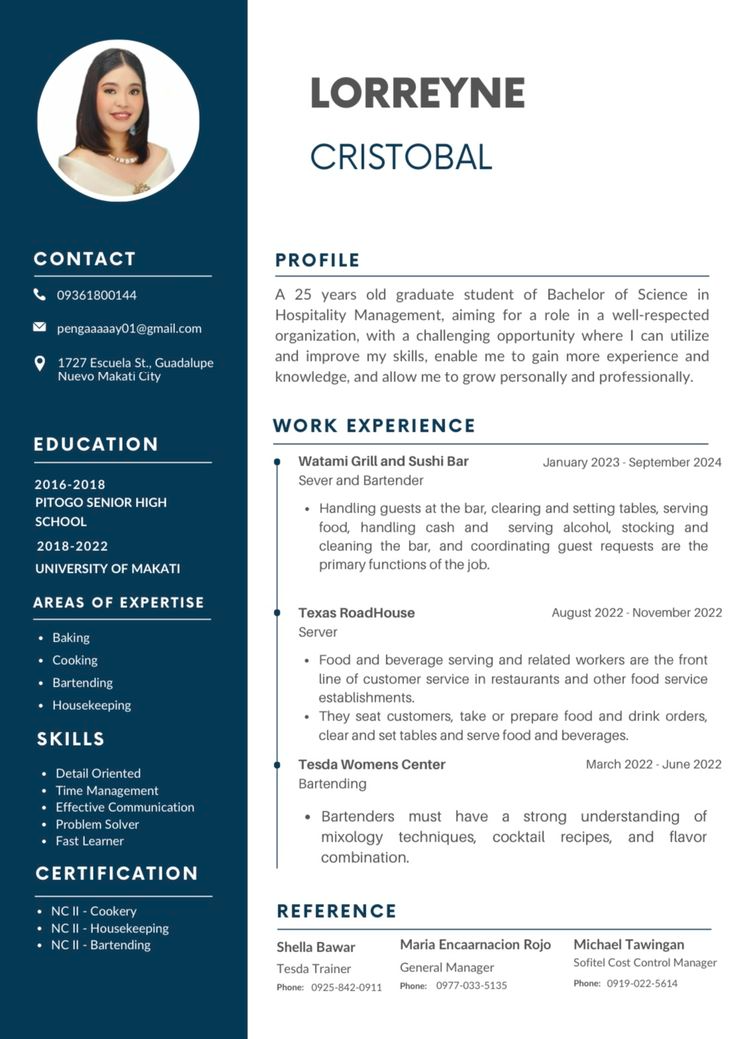 LORREYNE
CRISTOBAL
CONTACT
09361800144
pengaaaaay01@gmail.com
1727 Escuela St., Guadalupe
Nuevo Makati City
EDUCATION
2016-2018
PITOGO SENIOR HIGH
SCHOOL
2018-2022
UNIVERSITY OF MAKATI
AREAS OF EXPERTISE
• Baking
• Cooking
• Bartending
• Housekeeping
SKILLS
• Detail Oriented
• Time Management
• Effective Communication
• Problem Solver
• Fast Learner
CERTIFICATION
• NC II - Cookery
• NC II - Housekeeping
• NC II - Bartending
PROFILE
A 25 years old graduate student of Bachelor of Science in
Hospitality Management, aiming for a role in a well-respected
organization, with a challenging opportunity where I can utilize
and improve my skills, enable me to gain more experience and
knowledge, and allow me to grow personally and professionally.
WORK EXPERIENCE
Watami Grill and Sushi Bar January 2023 - September 2024
Sever and Bartender
• Handling guests at the bar, clearing and setting tables, serving
food, handling cash and serving alcohol, stocking and
cleaning the bar, and coordinating guest requests are the
primary functions of the job.
Texas RoadHouse August 2022 - November 2022
Server
• Food and beverage serving and related workers are the front
line of customer service in restaurants and other food service
establishments.
• They seat customers, take or prepare food and drink orders,
clear and set tables and serve food and beverages.
Tesda Womens Center March 2022 - June 2022
Bartending
• Bartenders must have a strong understanding of
mixology techniques, cocktail recipes, and flavor
combination.
REFERENCE
Shella Bawar
Tesda Trainer
Phone: 0925-842-0911
Maria Encaarnacion Rojo
General Manager
Phone: 0977-033-5135
Michael Tawingan
Sofitel Cost Control Manager
Phone: 0919-022-5614